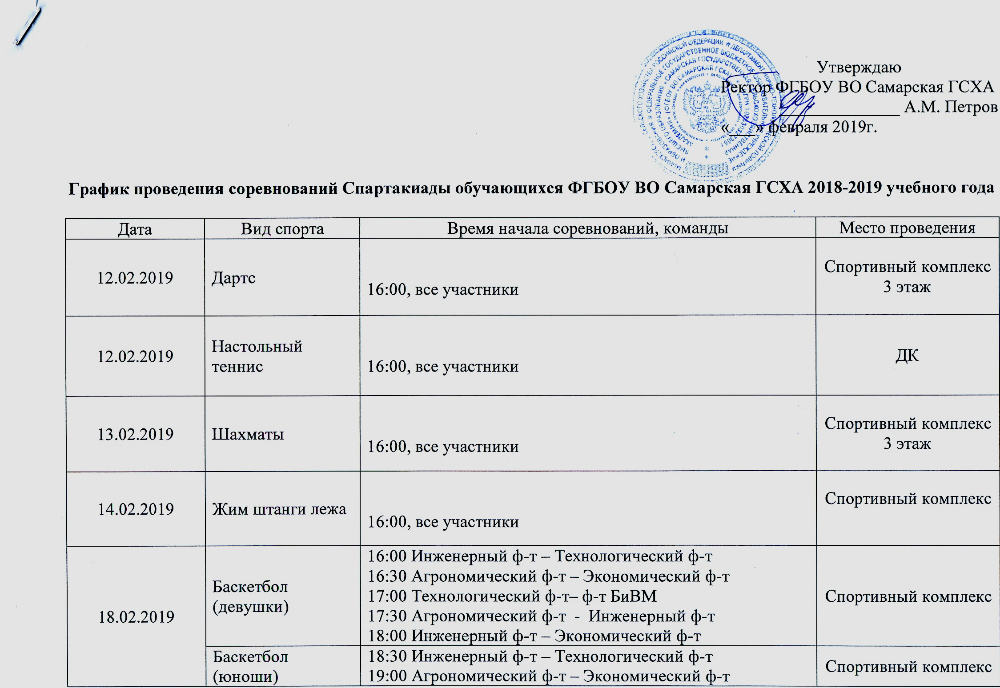 Утверждаю
Ректор ФГБОУ ВО Самарская ГСХА
А.М. Петров
«___» февраля 2019г.
График проведения соревнований Спартакиады обучающихся ФГБОУ ВО Самарская ГСХА 2018-2019 учебного года
Дата Вид спорта Время начала соревнований, команды Место проведения
12.02.2019 Дартс 16:00, все участники Спортивный комплекс
3 этаж
12.02.2019 Настольный
теннис 16:00, все участники ДК
13.02.2019 Шахматы 16:00, все участники Спортивный комплекс
3 этаж
14.02.2019 Жим штанги лежа 16:00, все участники Спортивный комплекс
18.02.2019
Баскетбол
(девушки)
16:00 Инженерный ф-т – Технологический ф-т
16:30 Агрономический ф-т – Экономический ф-т
17:00 Технологический ф-т– ф-т БиВМ
17:30 Агрономический ф-т - Инженерный ф-т
18:00 Инженерный ф-т – Экономический ф-т
Спортивный комплекс
Баскетбол
(юноши)
18:30 Инженерный ф-т – Технологический ф-т
19:00 Агрономический ф-т – Экономический ф-т
Спортивный комплекс